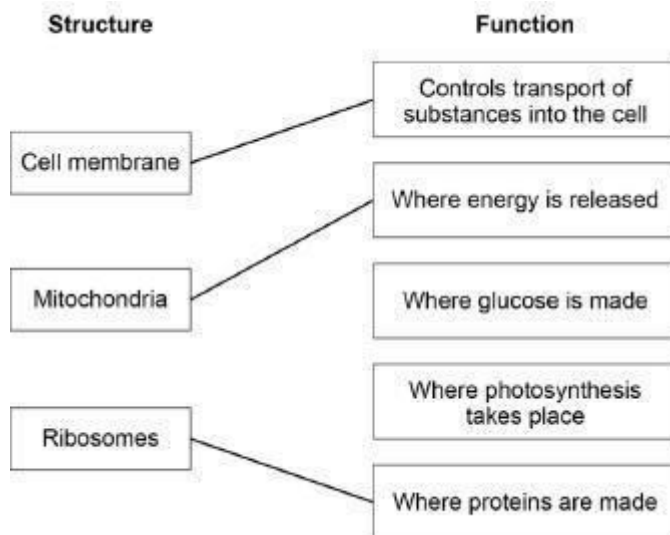 Structure
Function
Cell membrane
Mitochondria
Ribosomes
Controls transport of
substances into the cell
Where energy is released
Where glucose is made
Where photosynthesis
takes place
Where proteins are made